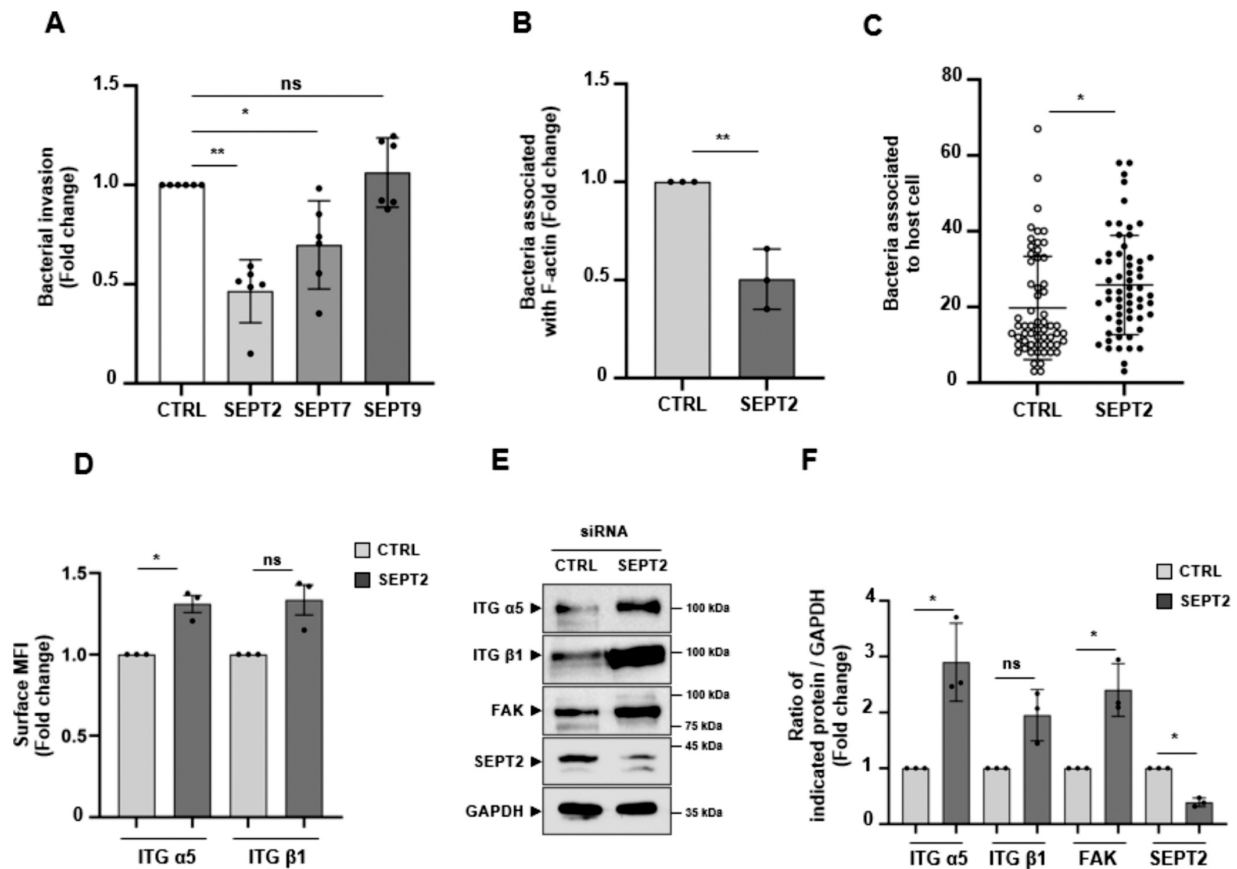 A
Bacterial invasion
(Fold change)
1.5
1.0
0.5
0
ns
*
**
CTRL SEPT2 SEPT7 SEPT9
B
Bacteria associated
with F-actin (Fold change)
1.5
1.0
0.5
0
**
CTRL SEPT2
C
Bacteria associated
to host cell
80
60
40
20
0
*
CTRL SEPT2
D
Surface MFI
(Fold change)
1.5
1.0
0.5
0
* ns
CTRL
SEPT2
ITG α5 ITG β1
E
siRNA
CTRL SEPT2
ITG α5 100 kDa
ITG β1 100 kDa
100 kDa
FAK
75 kDa
45 kDa
SEPT2
GAPDH 35 kDa
F
Ratio of
indicated protein / GAPDH
(Fold change)
4
3
2
1
0
* ns * *
CTRL
SEPT2
ITG α5 ITG β1 FAK SEPT2